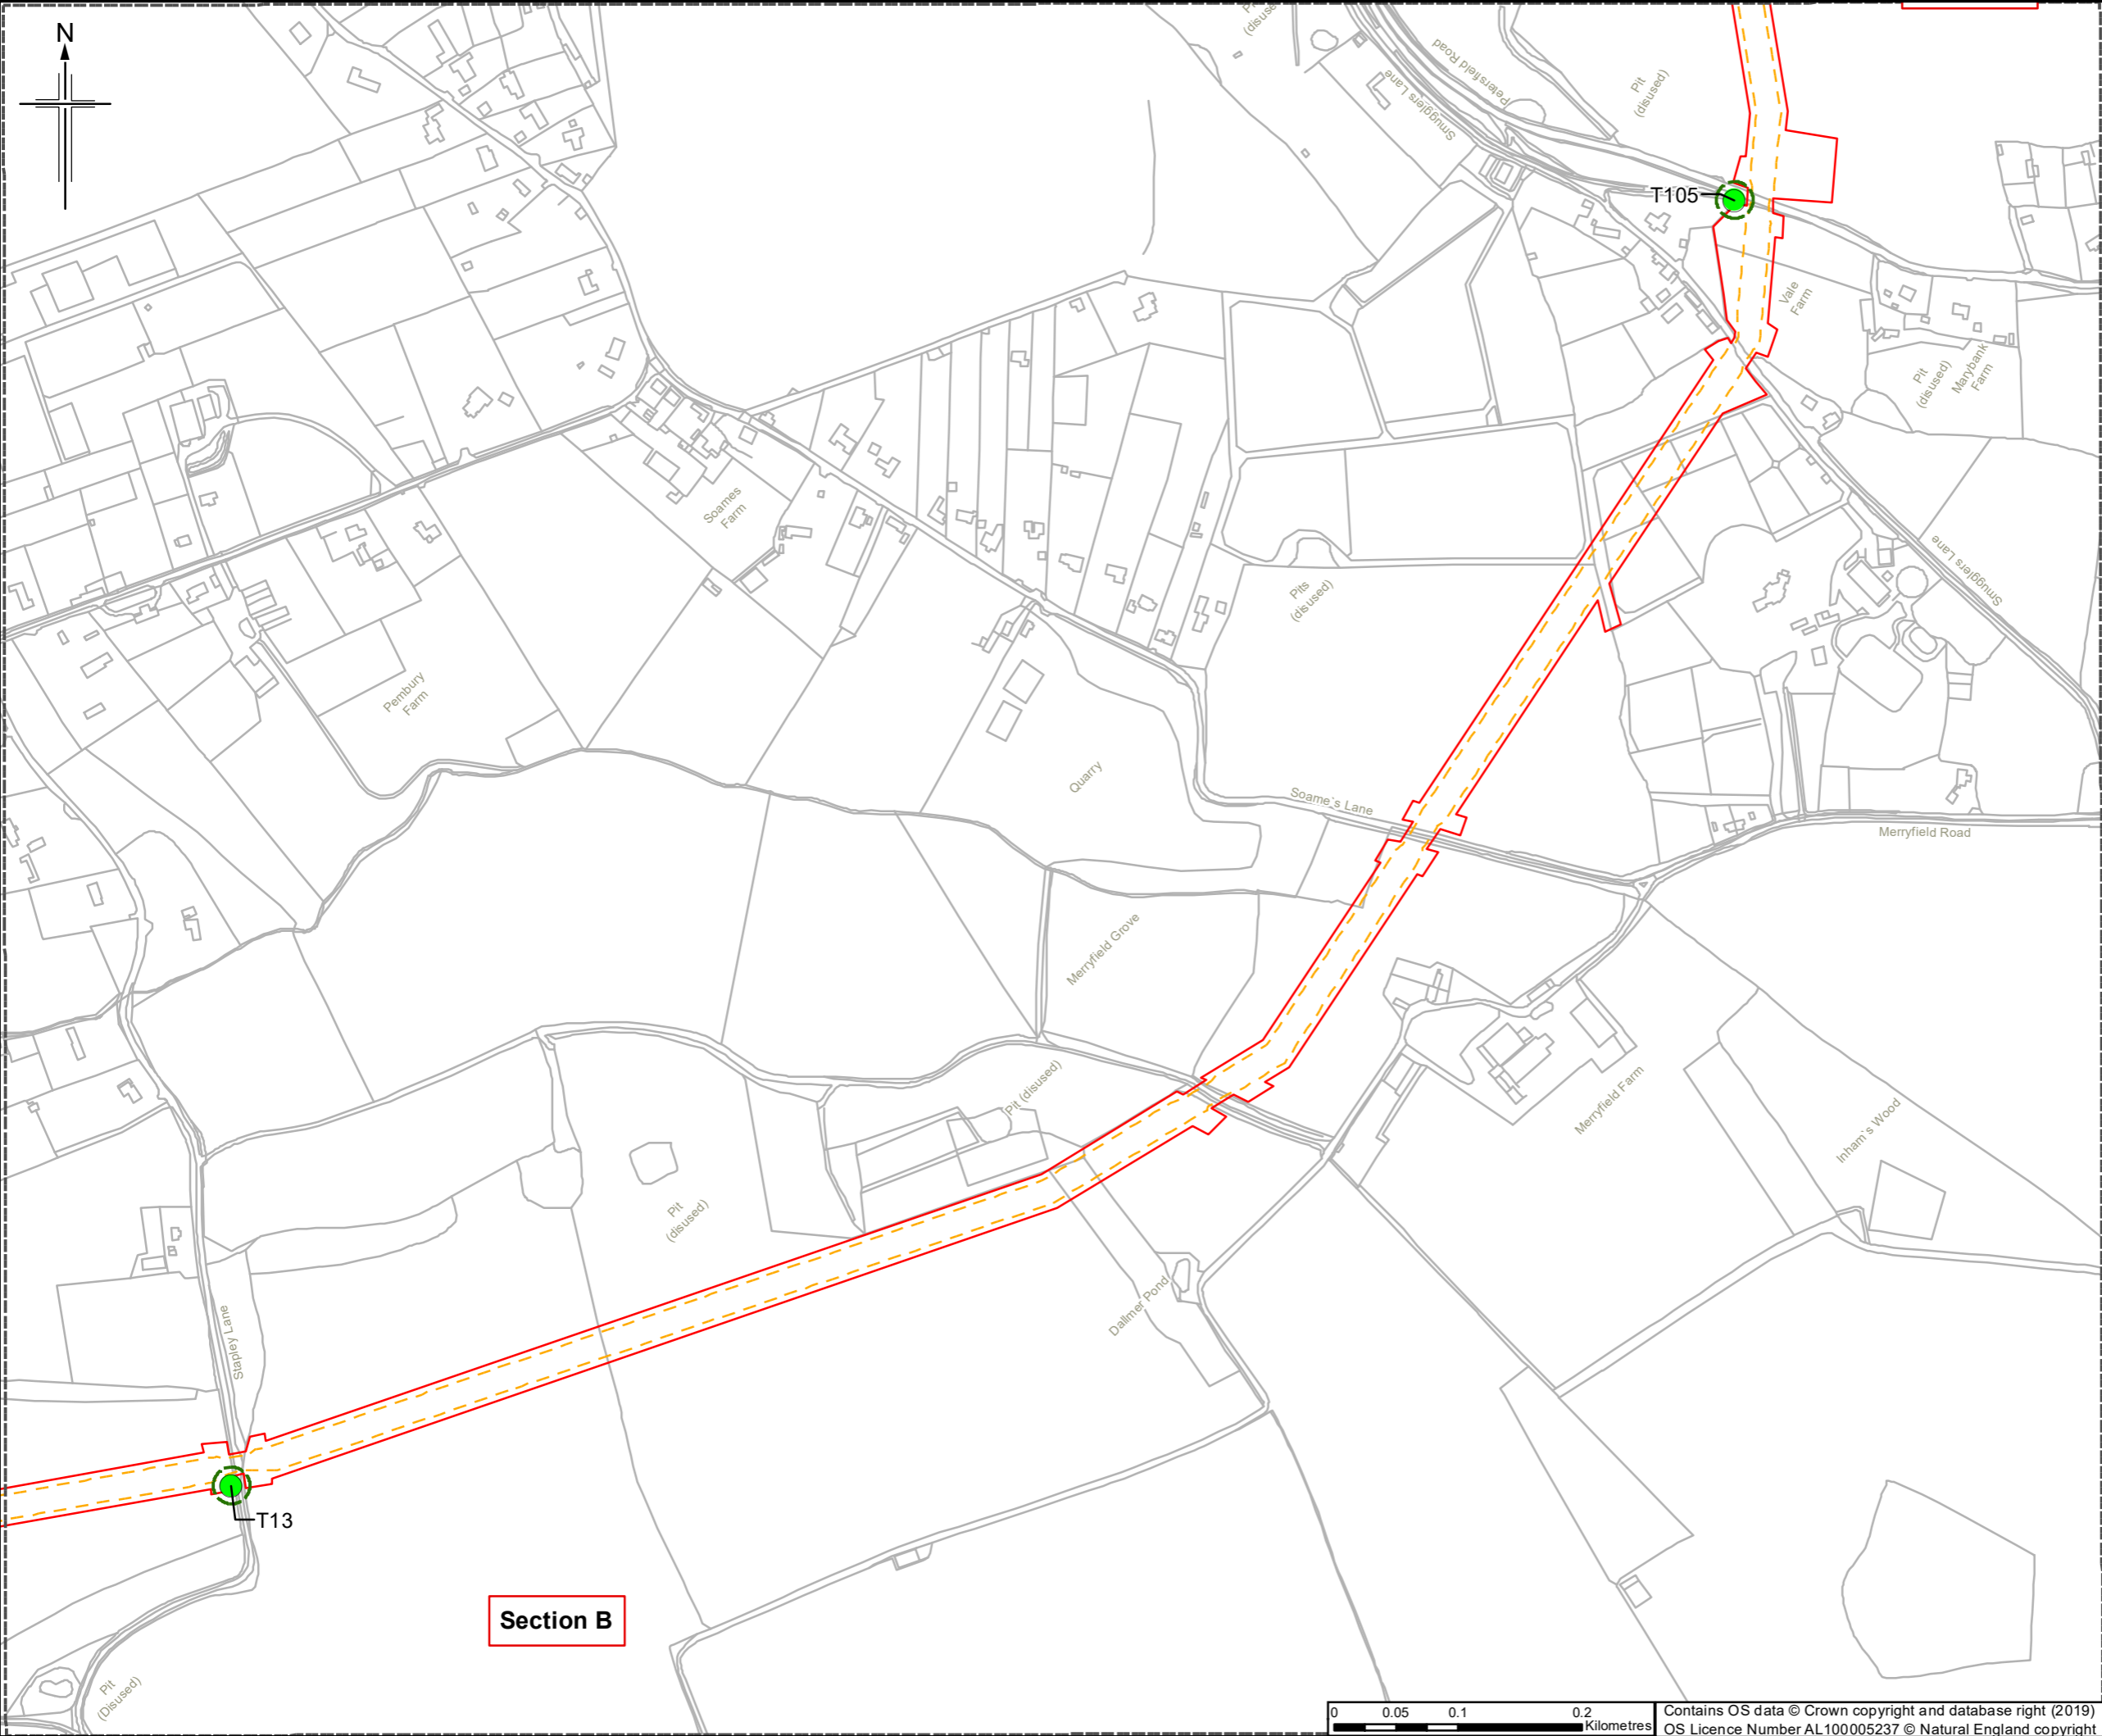 N
(disuse
Petersfield Road
Smugglers Lane
Pit
(disused)
T105
Vale
Farm
Pit
(disused)
Marybank
Farm
Soames
Farm
Pits
(disused)
Smugglers Lane
Pembury
Farm
Quarry
Soame`s Lane
Merryfield Road
Merryfield Grove
Pit (disused)
Merryfield Farm
Inham`s Wood
Pit
(disused)
Dallmer Pond
Stapley Lane
T13
Section B
Pit
(Disused)
0 0.05 0.1 0.2
Kilometres
Contains OS data © Crown copyright and database right (2019)
OS Licence Number AL100005237 © Natural England copyright